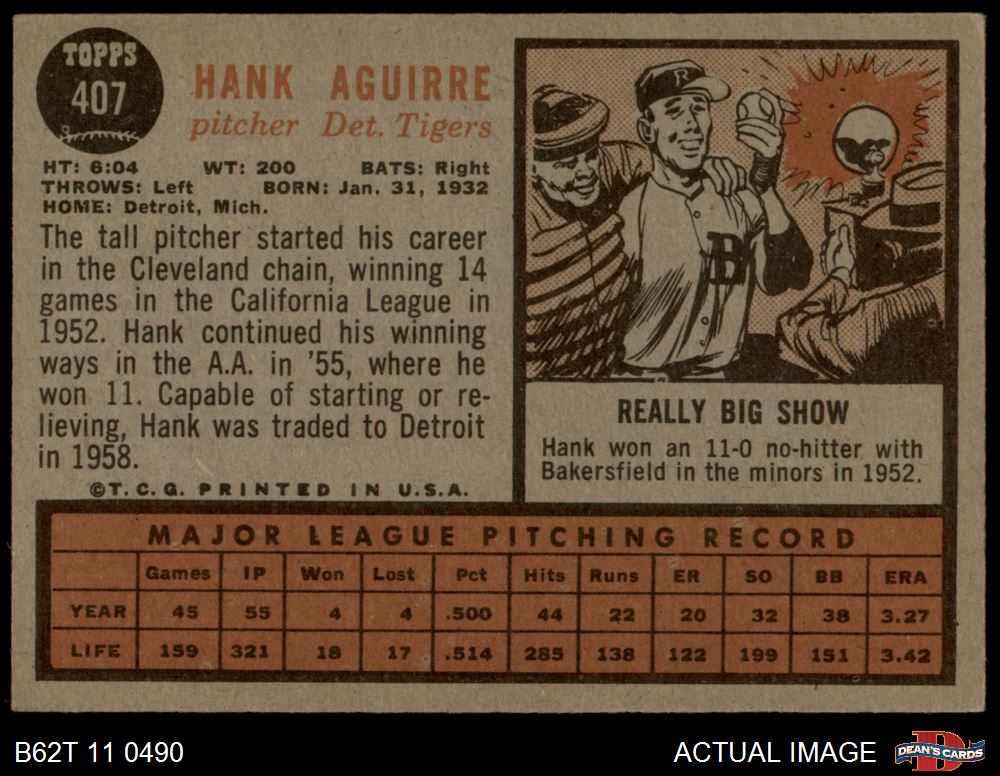 TOPPS
407
HANK AGUIRRE
pitcher Det. Tigers
HT: 6:04 WT: 200 BATS: Right
THROWS: Left BORN: Jan. 31, 1932
HOME: Detroit, Mich.
The tall pitcher started his career
in the Cleveland chain, winning 14
games in the California League in
1952. Hank continued his winning
ways in the A.A. in '55, where he
won 11. Capable of starting or re-
lieving, Hank was traded to Detroit
in 1958.
©T.C.G. PRINTED IN U.S.A.
R
B
REALLY BIG SHOW
Hank won an 11-0 no-hitter with
Bakersfield in the minors in 1952.
MAJOR LEAGUE PITCHING RECORD
Games IP Won Lost Pct Hits Runs ER SO BB ERA
YEAR 45 55 4 4 .500 44 22 20 32 38 3.27
LIFE 159 321 18 17 .514 285 138 122 199 151 3.42
B62T 11 0490
ACTUAL IMAGE
D
DEAN'S CARDS